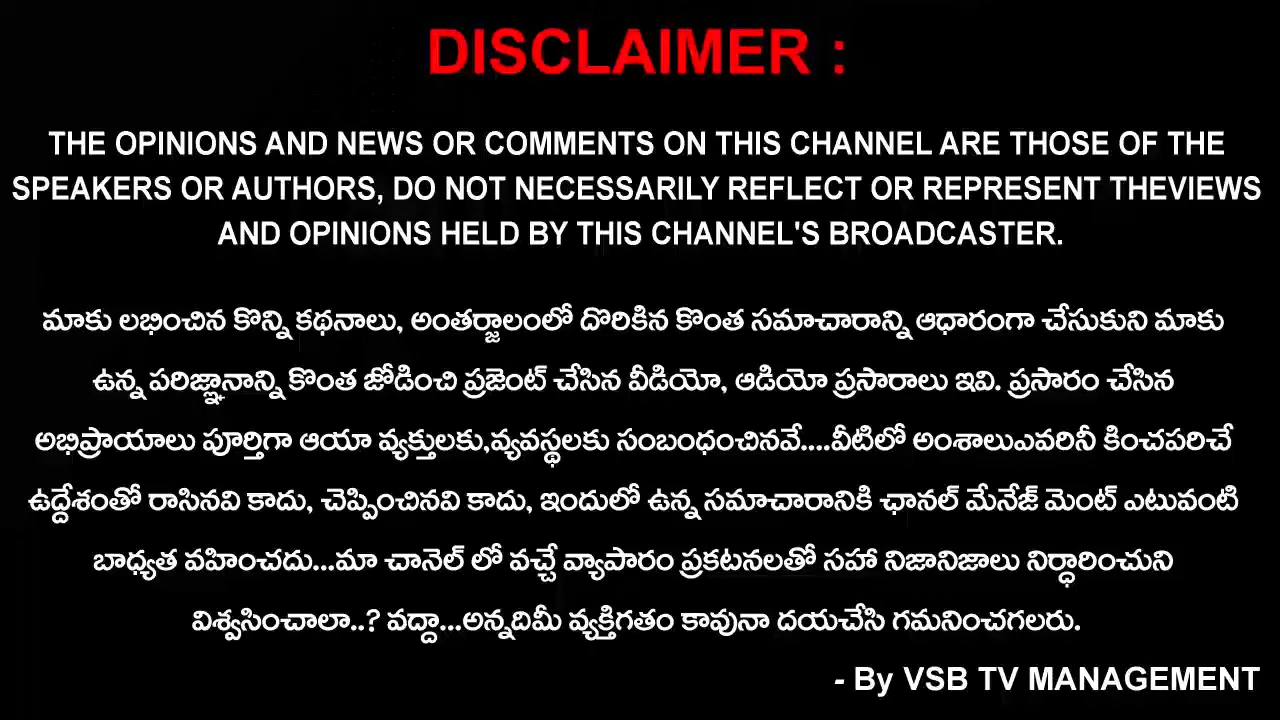 DISCLAIMER :
THE OPINIONS AND NEWS OR COMMENTS ON THIS CHANNEL ARE THOSE OF THE
SPEAKERS OR AUTHORS, DO NOT NECESSARILY REFLECT OR REPRESENT THEVIEWS
AND OPINIONS HELD BY THIS CHANNEL'S BROADCASTER.
మాకు లభించిన కొన్ని కథనాలు, అంతర్జాలంలో దొరికిన కొంత సమాచారాన్ని ఆధారంగా చేసుకుని మాకు
ఉన్న పరిజ్ఞానాన్ని కొంత జోడించి ప్రజెంట్ చేసిన వీడియో, ఆడియో ప్రసారాలు ఇవి. ప్రసారం చేసిన
అభిప్రాయాలు పూర్తిగా ఆయా వ్యక్తులకు,వ్యవస్థలకు సంబంధంచినవే....వీటిలో అంశాలుఎవరినీ కించపరిచే
ఉద్దేశంతో రాసినవి కాదు, చెప్పించినవి కాదు, ఇందులో ఉన్న సమాచారానికి ఛానల్ మేనేజ్ మెంట్ ఎటువంటి
బాధ్యత వహించదు...మా చానెల్ లో వచ్చే వ్యాపారం ప్రకటనలతో సహా నిజానిజాలు నిర్ధారించుని
విశ్వసించాలా..? వద్దా...అన్నదిమీ వ్యక్తిగతం కావునా దయచేసి గమనించగలరు.
- By VSB TV MANAGEMENT